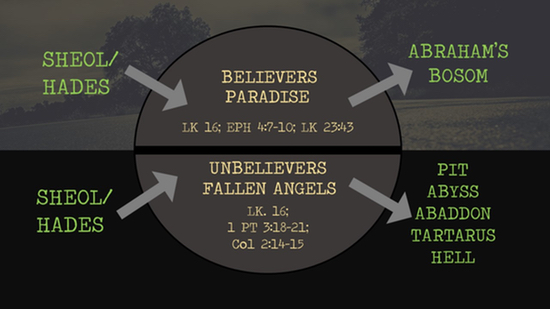 SHEOL/
HADES
BELIEVERS
PARADISE
LK 16; EPH 4:7-10; LK 23:43
ABRAHAM'S
BOSOM
SHEOL/
HADES
UNBELIEVERS
FALLEN ANGELS
LK. 16;
1 PT 3:18-21;
Col 2:14-15
PIT
ABYSS
ABADDON
TARTARUS
HELL